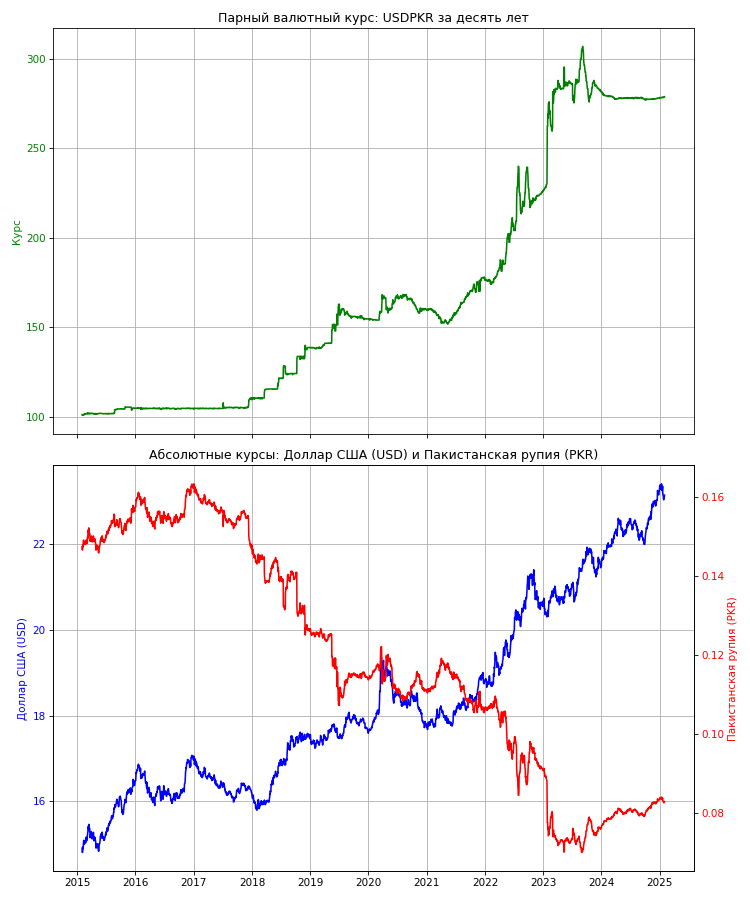 Парный валютный курс: USDPKR за десять лет
300
250
200
150
100
Курс
Абсолютные курсы: Доллар США (USD) и Пакистанская рупия (PKR)
22
20
18
16
Доллар США (USD)
0.16
0.14
0.12
0.10
0.08
Пакистанская рупия (PKR)
2015 2016 2017 2018 2019 2020 2021 2022 2023 2024 2025